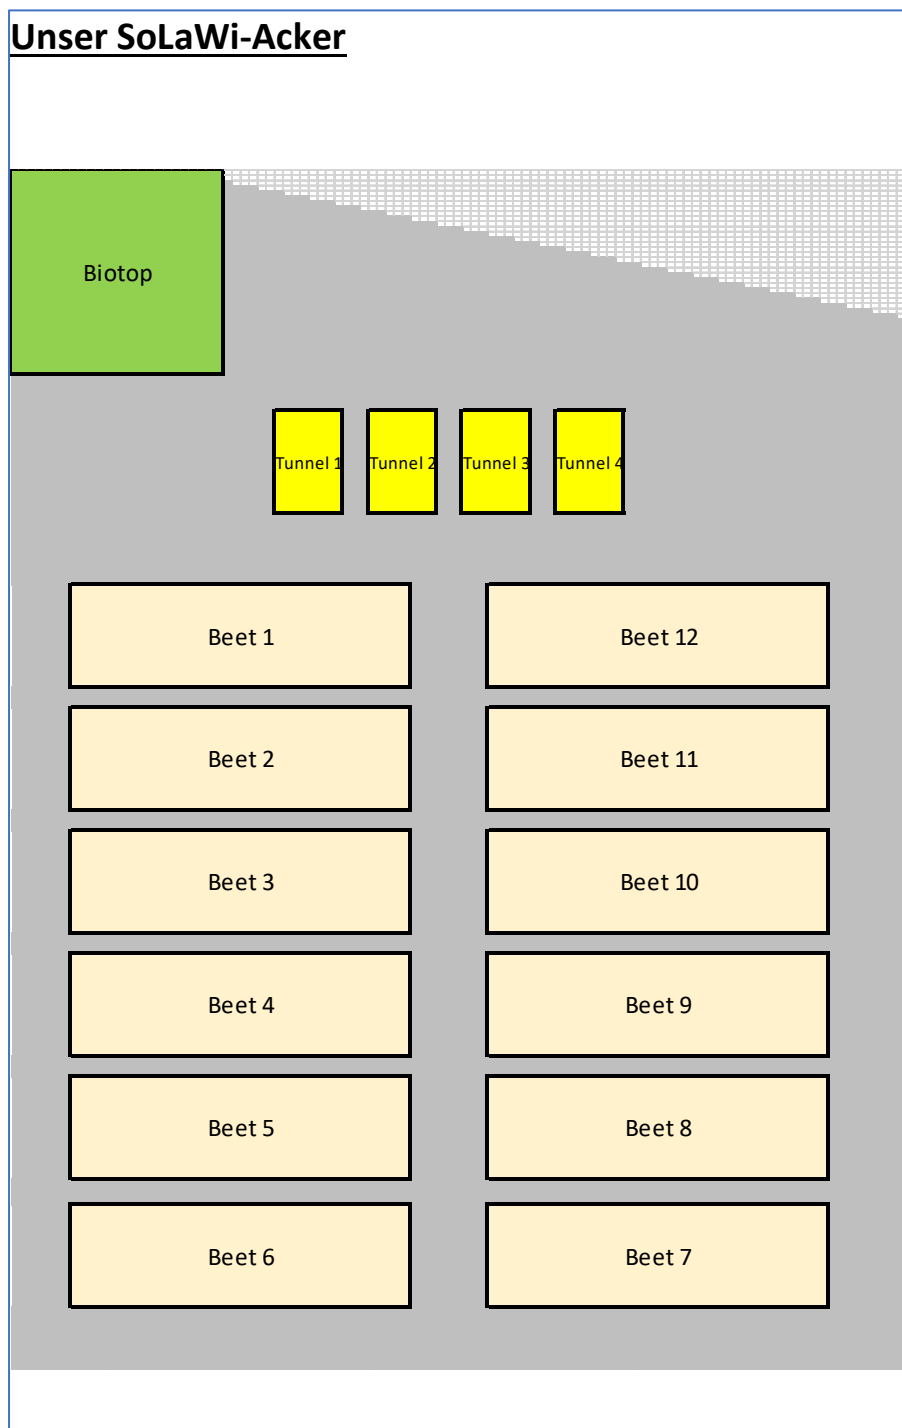 Unser SoLaWi-Acker
Biotop
Tunnel 1 Tunnel 2 Tunnel 3 Tunnel 4
Beet 1 Beet 12
Beet 2 Beet 11
Beet 3 Beet 10
Beet 4 Beet 9
Beet 5 Beet 8
Beet 6 Beet 7